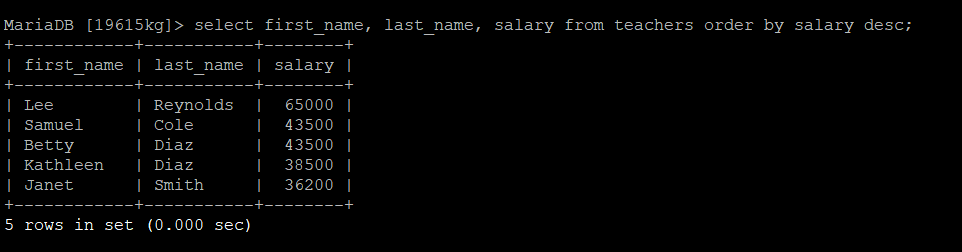 MariaDB [19615kg]> select first_name, last_name, salary from teachers order by salary desc;
+------------+-----------+--------+
| first_name | last_name | salary |
+------------+-----------+--------+
| Lee        | Reynolds  |  65000 |
| Samuel     | Cole      |  43500 |
| Betty      | Diaz      |  43500 |
| Kathleen   | Diaz      |  38500 |
| Janet      | Smith     |  36200 |
+------------+-----------+--------+
5 rows in set (0.000 sec)